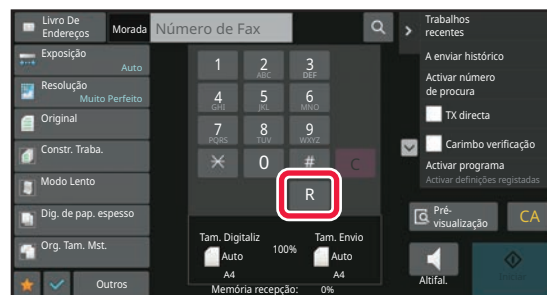 Livro De
Endereços
Morada
Número de Fax
Exposição
Auto
Resolução
Muito Perfeito
Original
Constr. Traba.
Modo Lento
Dig. de pap. espesso
Org. Tam. Mst.
Outros
1
2
ABC
3
DEF
4
GHI
5
JKL
6
MNO
7
PQRS
8
TUV
9
WXYZ
0
#
C
R
Tam. Digitaliz
100%
Tam. Envio
Auto
Auto
A4
A4
Memória recepção: 0%
Trabalhos
recentes
A enviar histórico
Activar número
de procura
TX directa
Carimbo verificação
Activar programa
Activar definições registadas
Pré-
visualização
CA
Altifal.